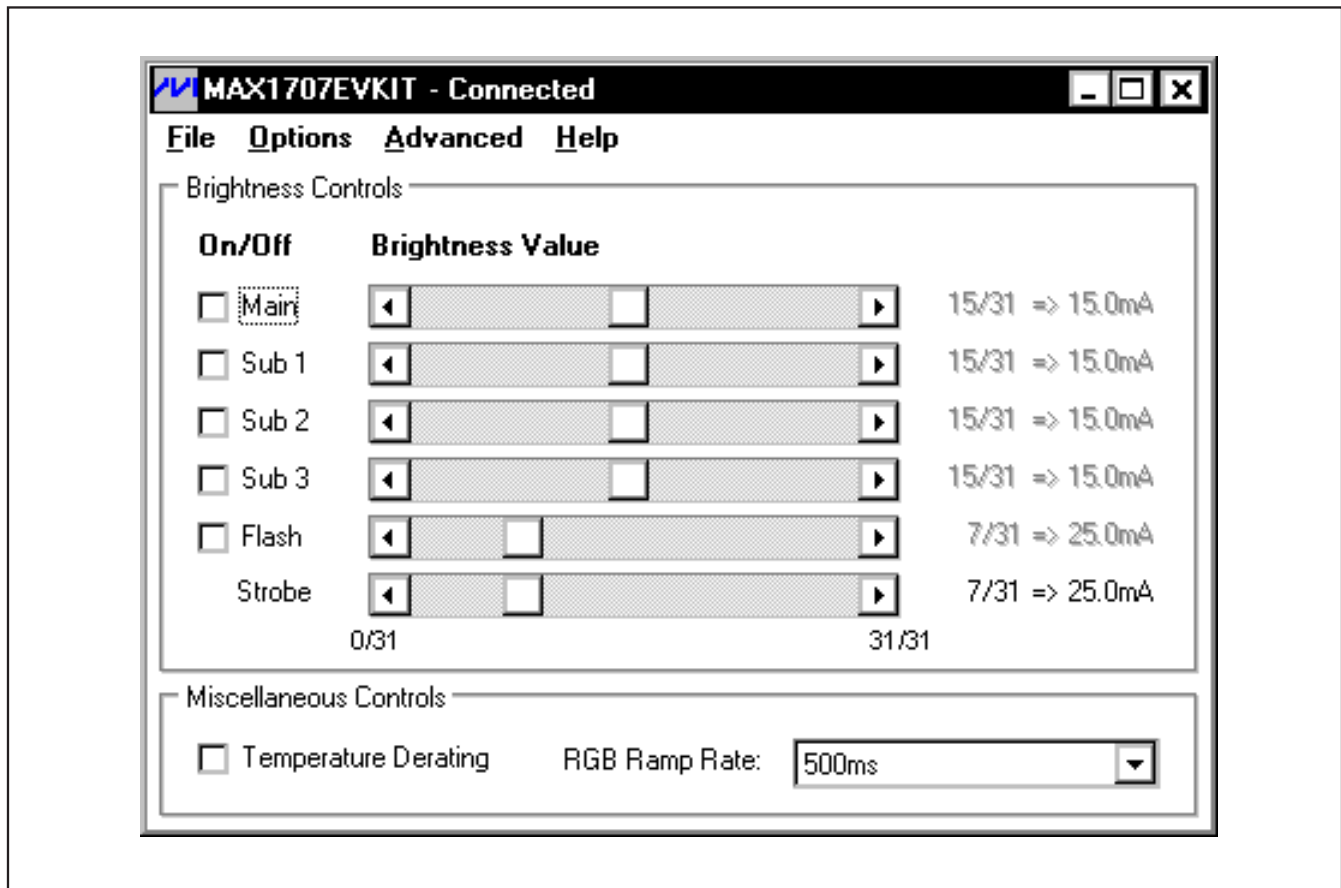 MAX1707EVKIT - Connected
File Options Advanced Help
Brightness Controls
On/Off Brightness Value
Main 15/31 => 15.0mA
Sub 1 15/31 => 15.0mA
Sub 2 15/31 => 15.0mA
Sub 3 15/31 => 15.0mA
Flash 7/31 => 25.0mA
Strobe 7/31 => 25.0mA
0/31 31/31
Miscellaneous Controls
Temperature Derating RGB Ramp Rate: 500ms